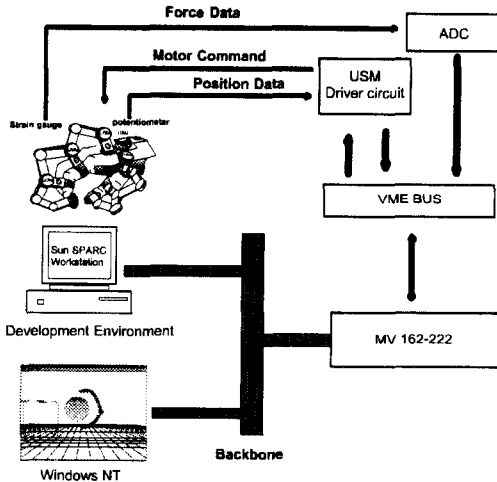 Force Data
ADC
Motor Command
USM
Driver circuit
Position Data
Strain gauge
potentiometer
VME BUS
Sun SPARC
Workstation
Development Environment
MV 162-222
Backbone
Windows NT